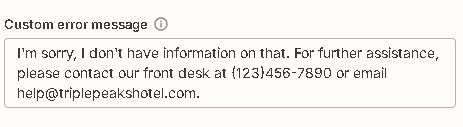 Custom error message
I'm sorry, I don't have information on that. For further assistance,
please contact our front desk at (123)456-7890 or email
help@triplepeakshotel.com.